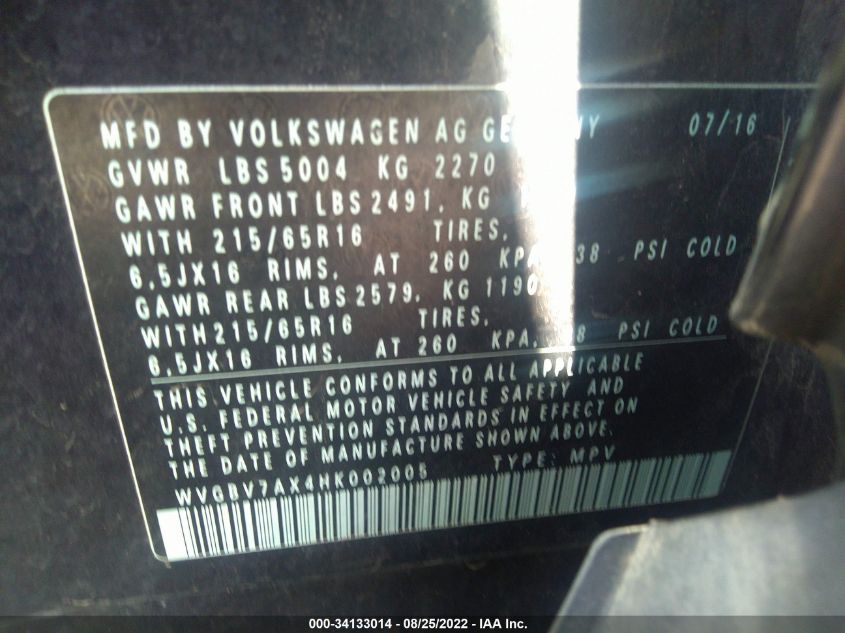 MFD BY VOLKSWAGEN AG 07/16
GVWR LBS 5004 KG 2270
GAWR FRONT LBS 2491, KG
WITH 215/65R16 TIRES,
6,5JX16 RIMS, AT 260 KPA, 38 PSI COLD
GAWR REAR LBS 2579, KG 1190
WITH 215/65R16 TIRES,
6,5JX16 RIMS, AT 260 KPA, PSI COLD
THIS VEHICLE CONFORMS TO ALL APPLICABLE
U.S. FEDERAL MOTOR VEHICLE SAFETY AND
THEFT PREVENTION STANDARDS IN EFFECT ON
THE DATE OF MANUFACTURE SHOWN ABOVE.
WVGBV7AX4HK002005 TYPE: MPV
000-34133014 - 08/25/2022 - IAA Inc.